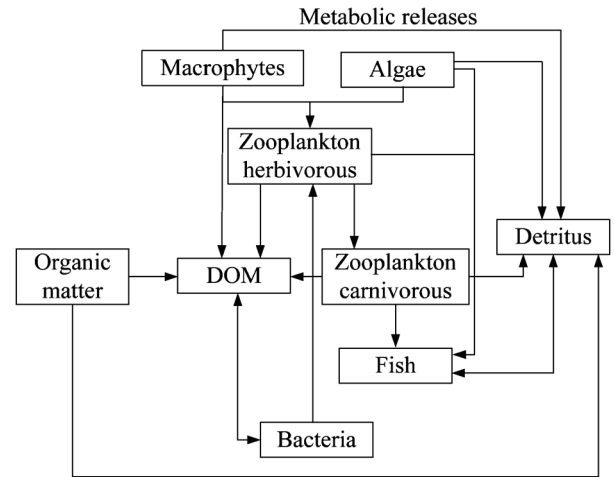 Metabolic releases
Macrophytes
Algae
Zooplankton
herbivorous
Detritus
Organic
matter
DOM
Zooplankton
carnivorous
Fish
Bacteria